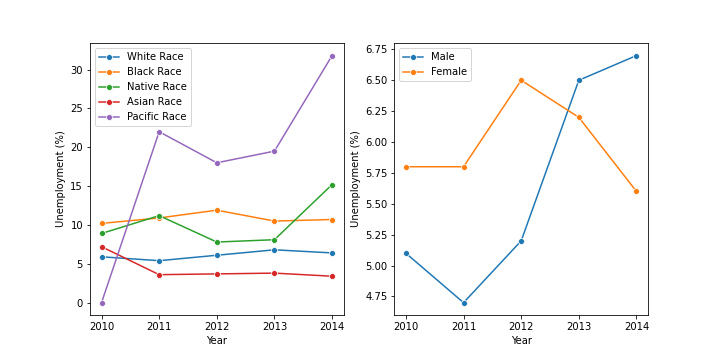 White Race
Black Race
Native Race
Asian Race
Pacific Race
Unemployment (%)
30
25
20
15
10
5
0
2010 2011 2012 2013 2014
Year
Male
Female
Unemployment (%)
6.75
6.50
6.25
6.00
5.75
5.50
5.25
5.00
4.75
2010 2011 2012 2013 2014
Year